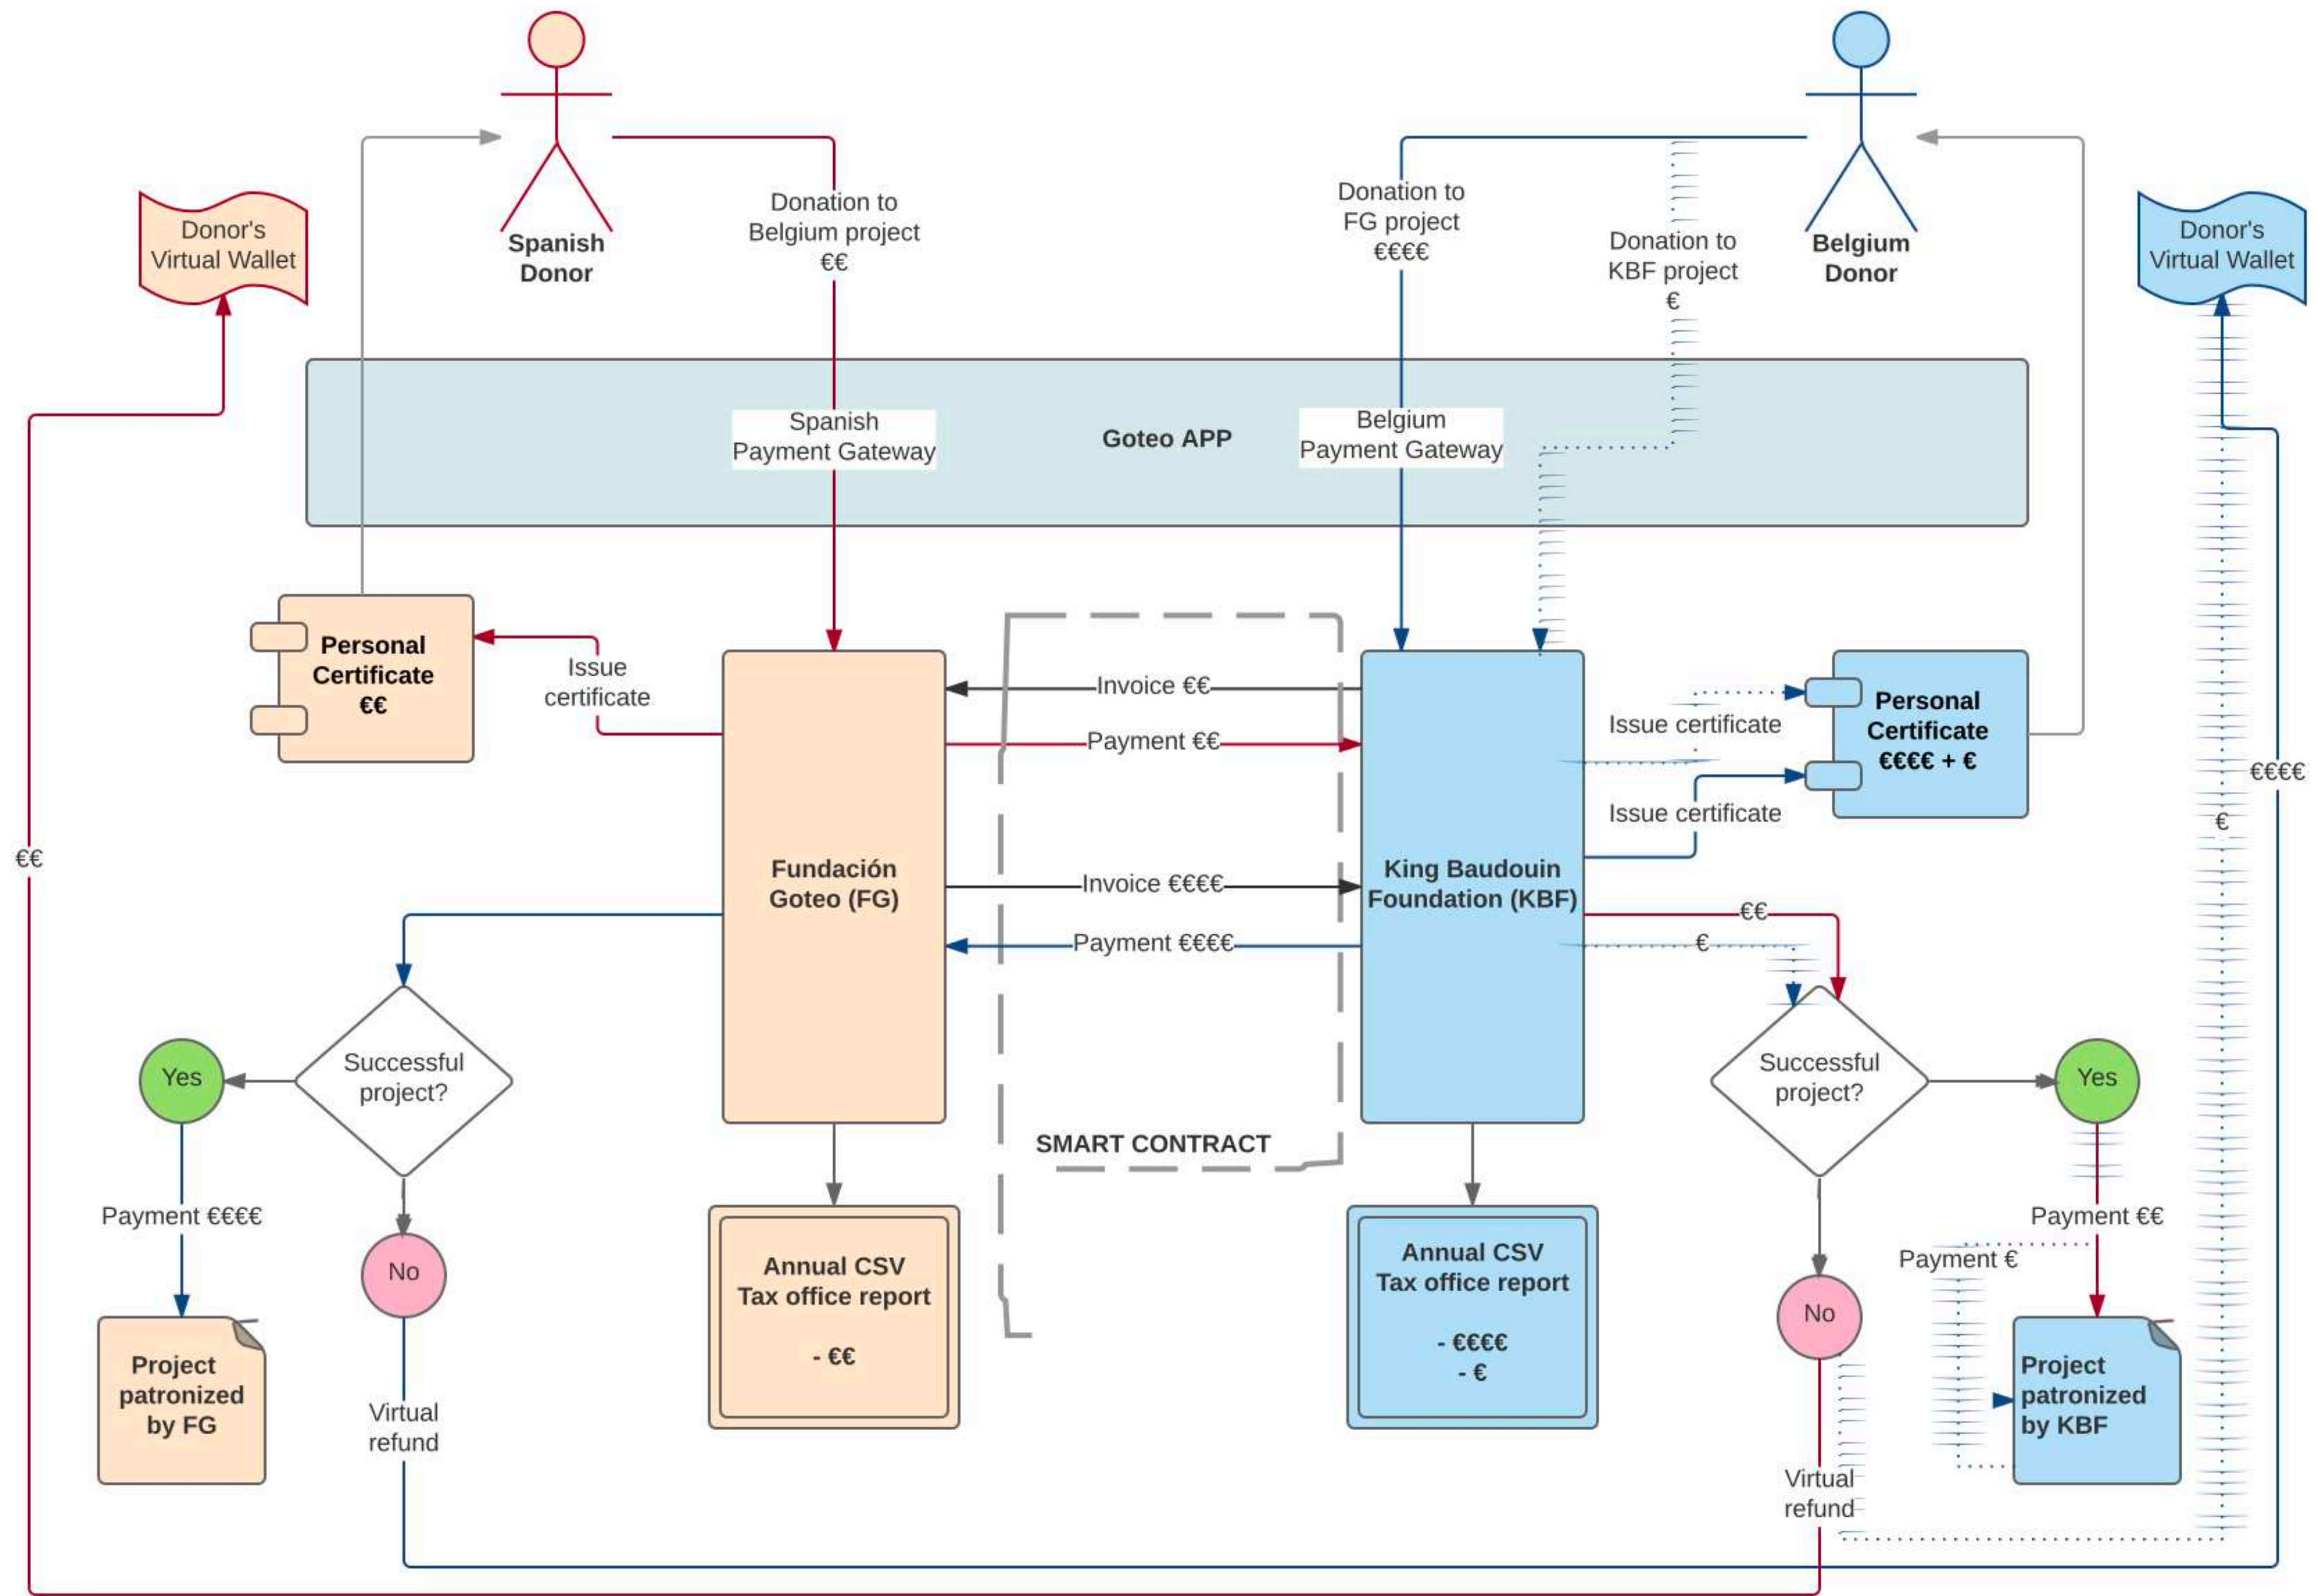 Donor's
Virtual Wallet
Spanish
Donor
Donation to
Belgium project
€€
Donation to
FG project
€€€€
Donation to
KBF project
€
Belgium
Donor
Donor's
Virtual Wallet
Spanish
Payment Gateway
Goteo APP
Belgium
Payment Gateway
Personal
Certificate
€€
Issue
certificate
Invoice €€
Payment €€
Issue certificate
Personal
Certificate
€€€€ + €
Issue certificate
€€€€
€
€€
Fundación
Goteo (FG)
Invoice €€€€
Payment €€€€
King Baudouin
Foundation (KBF)
€€
€
Successful
project?
Yes
No
Payment €€€€
Project
patronized
by FG
Virtual
refund
SMART CONTRACT
Annual CSV
Tax office report
- €€
Annual CSV
Tax office report
- €€€€
- €
Successful
project?
Yes
No
Payment €€
Payment €
Project
patronized
by KBF
Virtual
refund